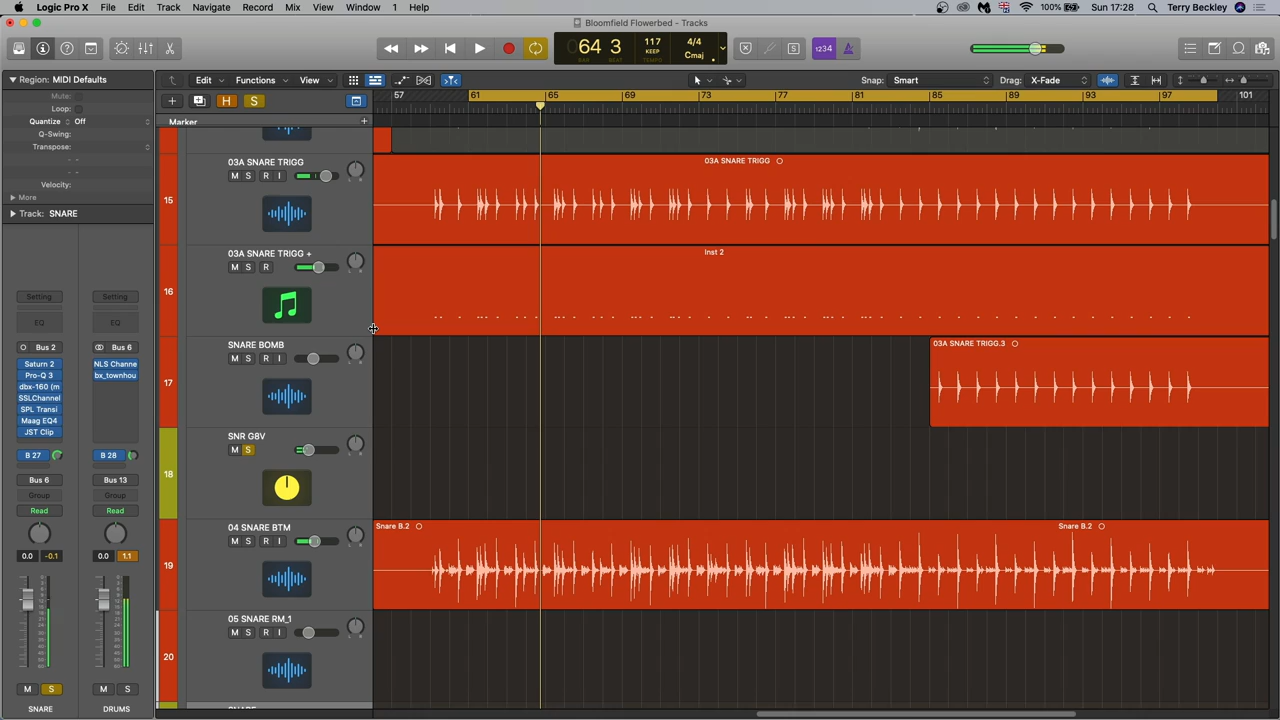 Logic Pro X File Edit Track Navigate Record Mix View Window 1 Help 100% Sun 17:28 Terry Beckley
Bloomfield Flowerbed - Tracks
64 3 117 4/4
BAR BEAT KEEP TEMPO Cmaj
S 1234
Region: MIDI Defaults
Edit Functions View Snap: Smart Drag: X-Fade
Mute:
Loop:
Quantize Off
Q-Swing:
Transpose:
Velocity:
More
Track: SNARE
H S
57 61 65 69 73 77 81 85 89 93 97 101
Marker
15 03A SNARE TRIGG
M S R I
03A SNARE TRIGG
16 03A SNARE TRIGG +
M S R
Inst 2
17 SNARE BOMB
M S R I
03A SNARE TRIGG.3
18 SNR G8V
M S
19 04 SNARE BTM
M S R I
Snare B.2 Snare B.2
20 05 SNARE RM_1
M S R I
SNARE
Setting Setting
EQ EQ
Bus 2 Bus 6
Saturn 2 NLS Channe
Pro-Q 3 bx_townhou
dbx-160 (m
SSLChannel
SPL Transi
Maag EQ4
JST Clip
B 27 B 28
Bus 6 Bus 13
Group Group
Read Read
0.0 -0.1 0.0 1.1
M S M S
SNARE DRUMS